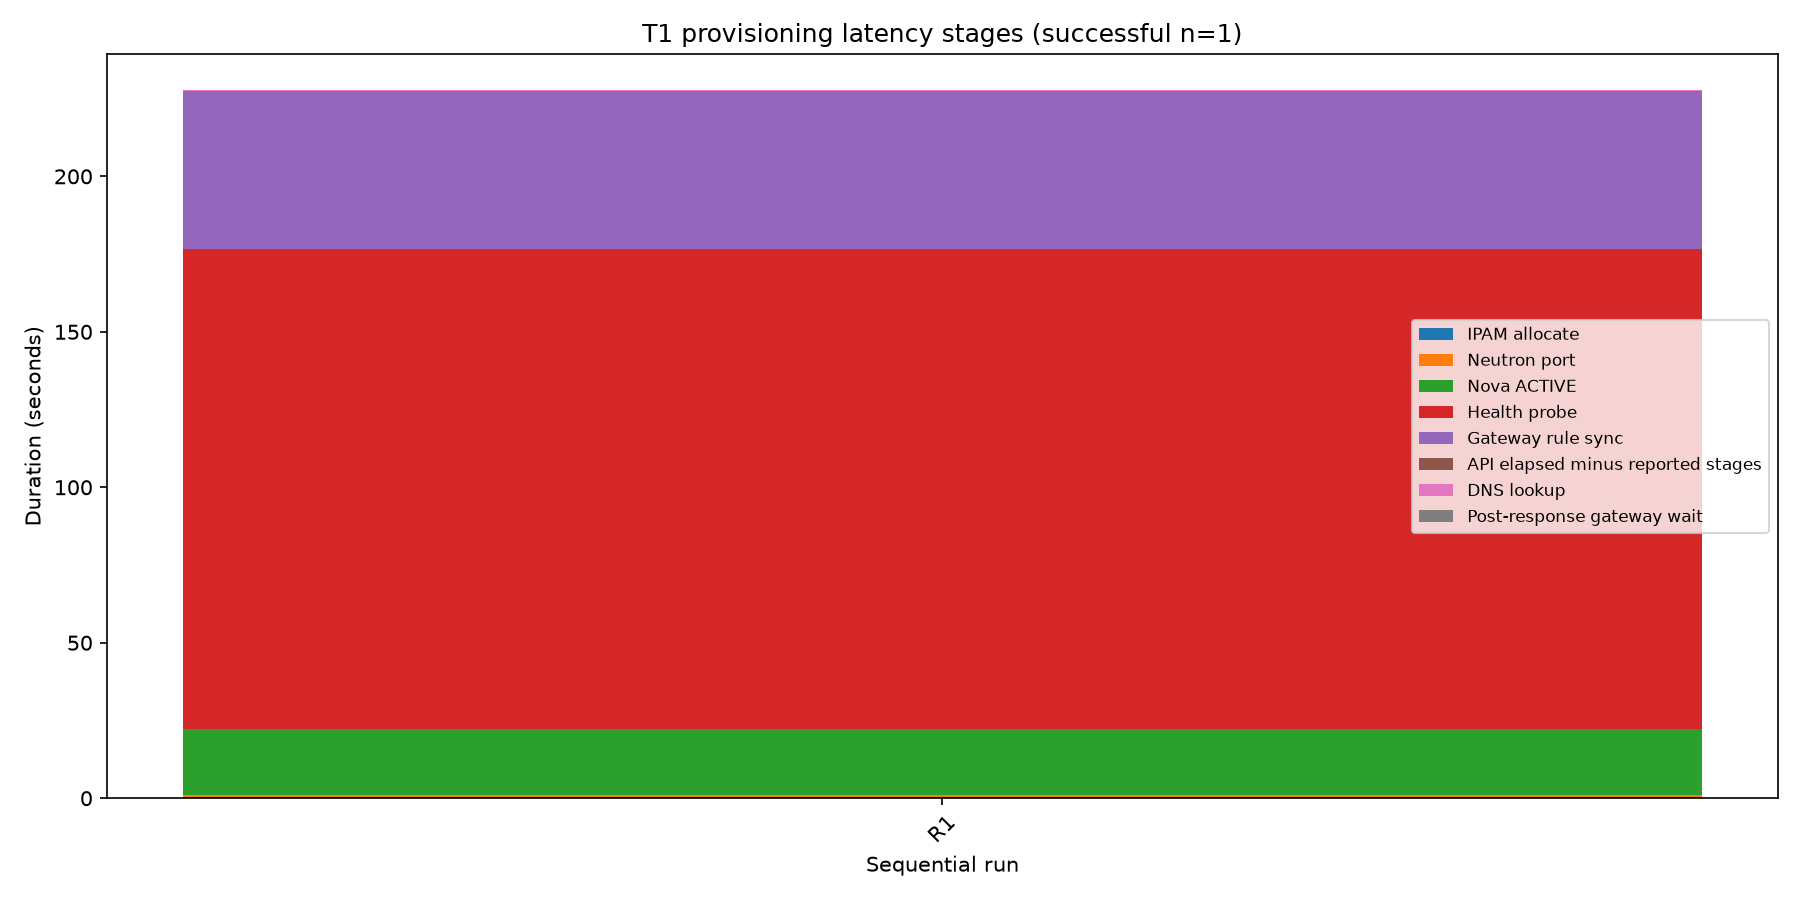 T1 provisioning latency stages (successful n=1)
Duration (seconds)
200
150
100
50
0
IPAM allocate
Neutron port
Nova ACTIVE
Health probe
Gateway rule sync
API elapsed minus reported stages
DNS lookup
Post-response gateway wait
R1
Sequential run